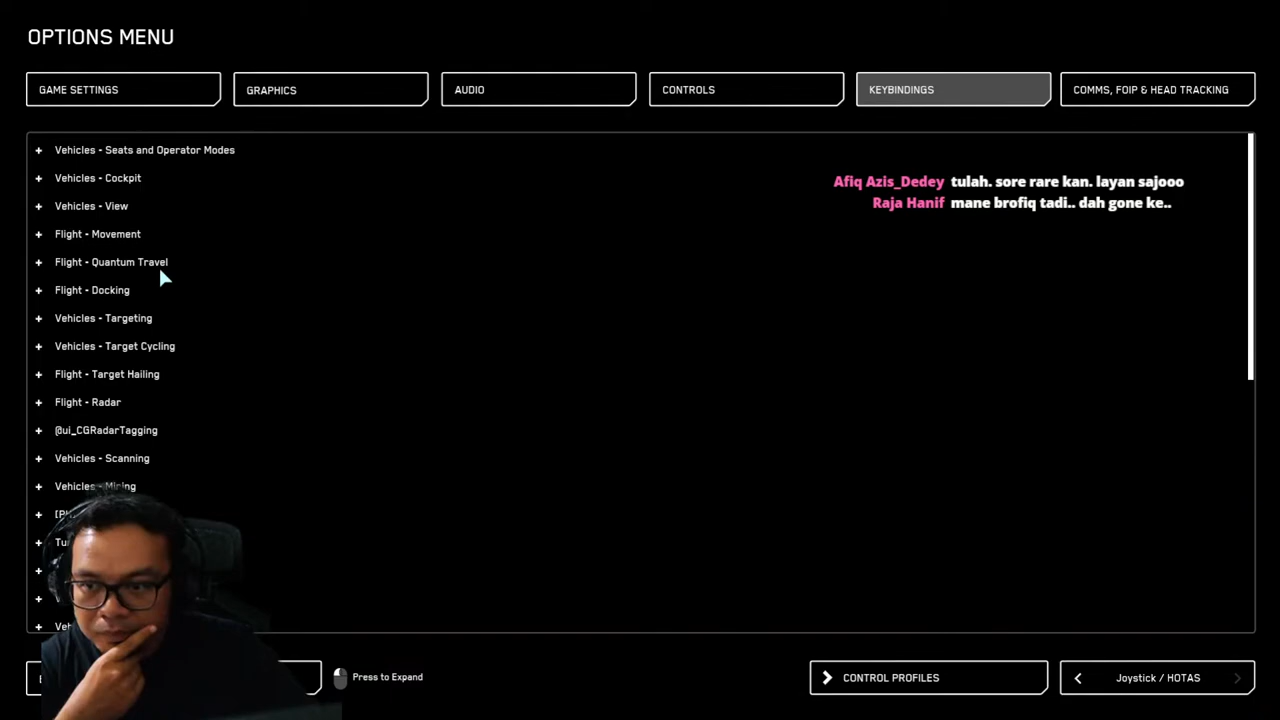 OPTIONS MENU
GAME SETTINGS
GRAPHICS
AUDIO
CONTROLS
KEYBINDINGS
COMMS, FOIP & HEAD TRACKING
+ Vehicles - Seats and Operator Modes
+ Vehicles - Cockpit
+ Vehicles - View
+ Flight - Movement
+ Flight - Quantum Travel
+ Flight - Docking
+ Vehicles - Targeting
+ Vehicles - Target Cycling
+ Flight - Target Hailing
+ Flight - Radar
+ @ui_CGRadarTagging
+ Vehicles - Scanning
+ Vehicles - Mining
Afiq Azis_Dedey tulah. sore rare kan. layan sajooo
Raja Hanif mane brofiq tadi.. dah gone ke..
Press to Expand
CONTROL PROFILES
Joystick / HOTAS